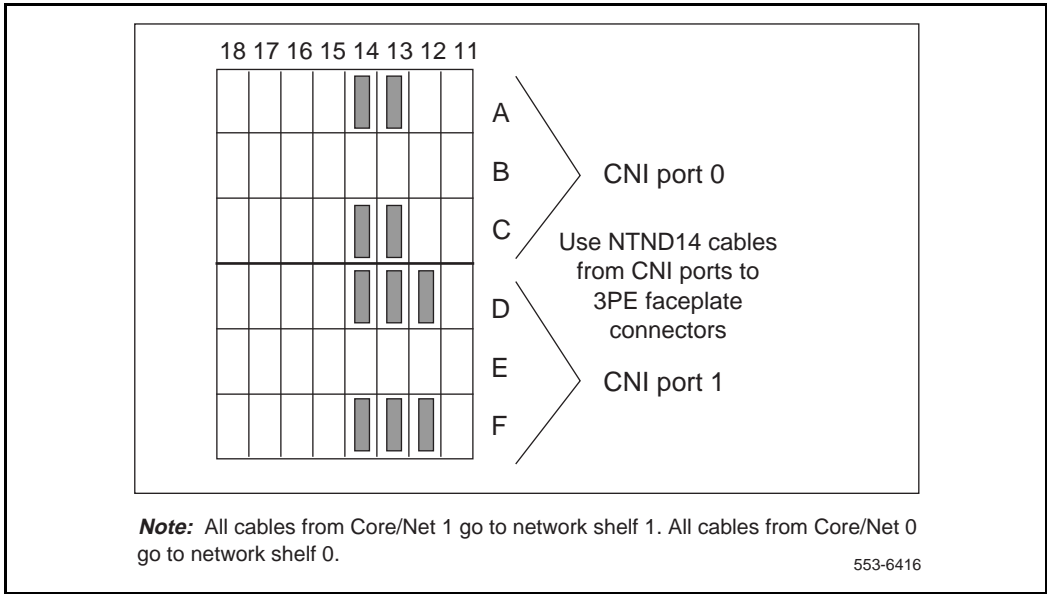 18 17 16 15 14 13 12 11
A
B
CNI port 0
C
Use NTND14 cables
from CNI ports to
3PE faceplate
connectors
D
E
CNI port 1
F
Note: All cables from Core/Net 1 go to network shelf 1. All cables from Core/Net 0
go to network shelf 0.
553-6416